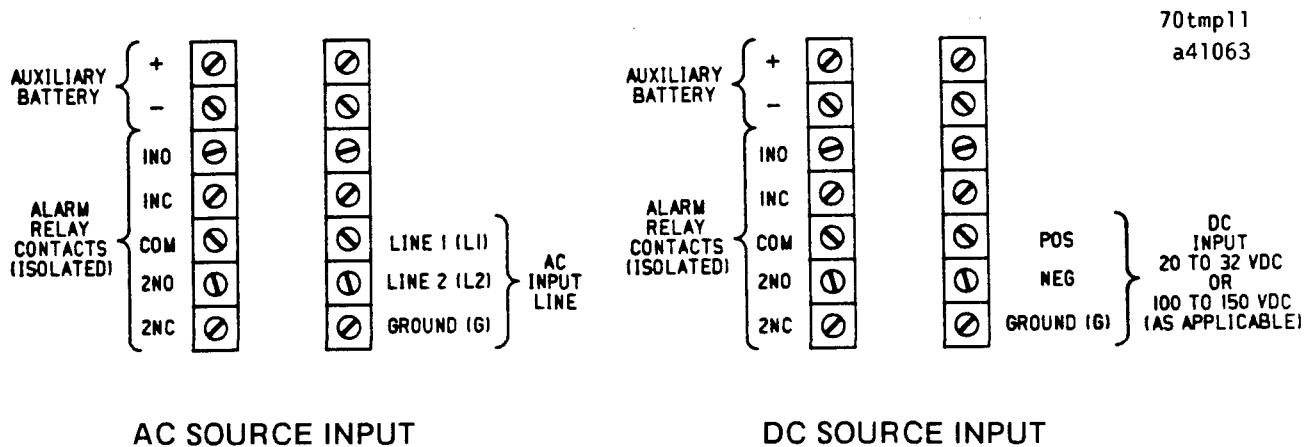 70tmp11
a41063
AUXILIARY
BATTERY
+
-
INO
INC
ALARM
RELAY
CONTACTS
(ISOLATED)
COM
2NO
2NC
LINE 1 (L1)
LINE 2 (L2)
GROUND (G)
AC
INPUT
LINE
AC SOURCE INPUT
AUXILIARY
BATTERY
+
-
INO
INC
ALARM
RELAY
CONTACTS
(ISOLATED)
COM
2NO
2NC
POS
NEG
GROUND (G)
DC
INPUT
20 TO 32 VDC
OR
100 TO 150 VDC
(AS APPLICABLE)
DC SOURCE INPUT